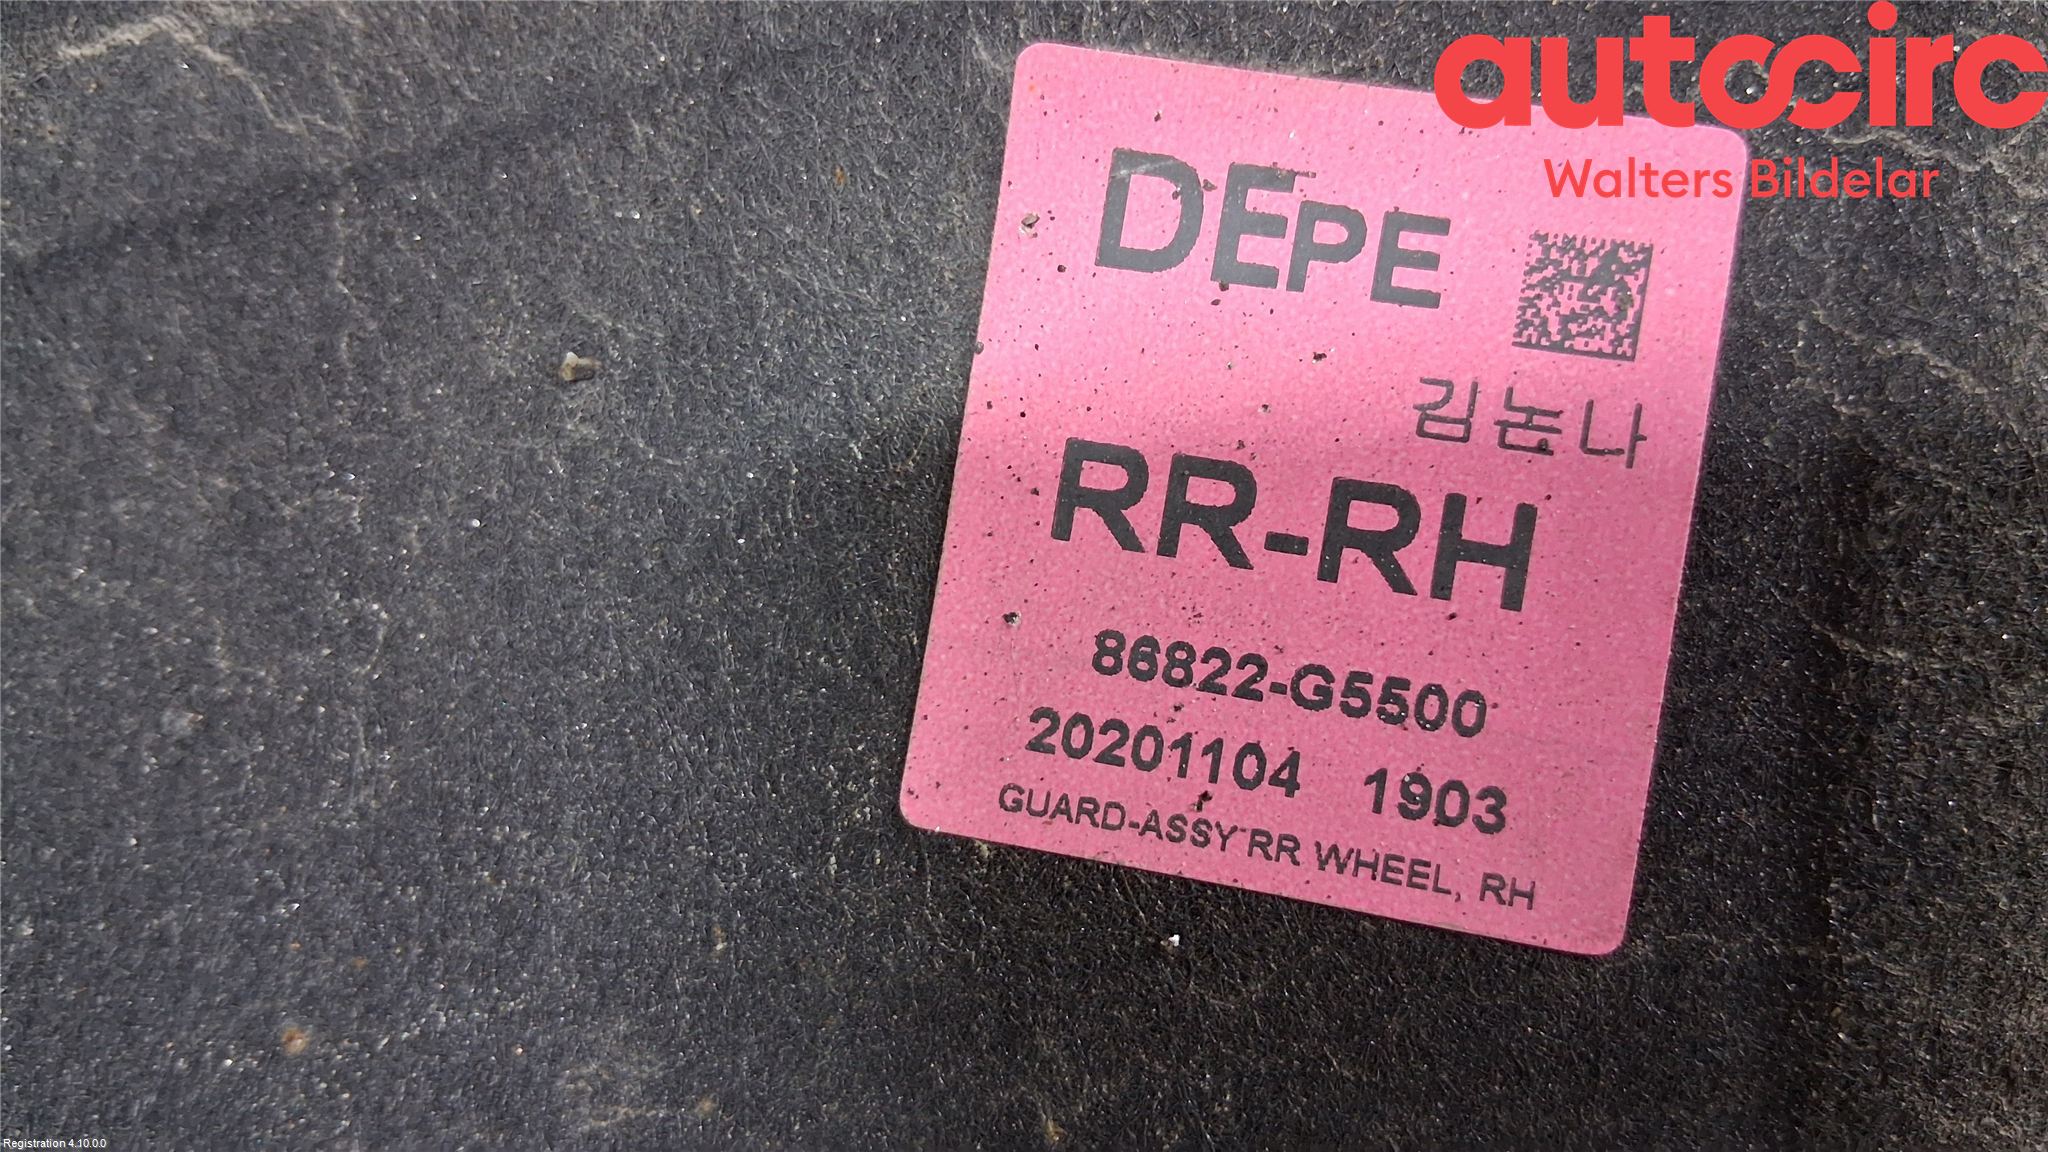 autocirc
Walters Bildelar
DEPE
김논나
RR-RH
86822-G5500
20201104 1903
GUARD-ASSY RR WHEEL, RH
Registration 4.10.0.0